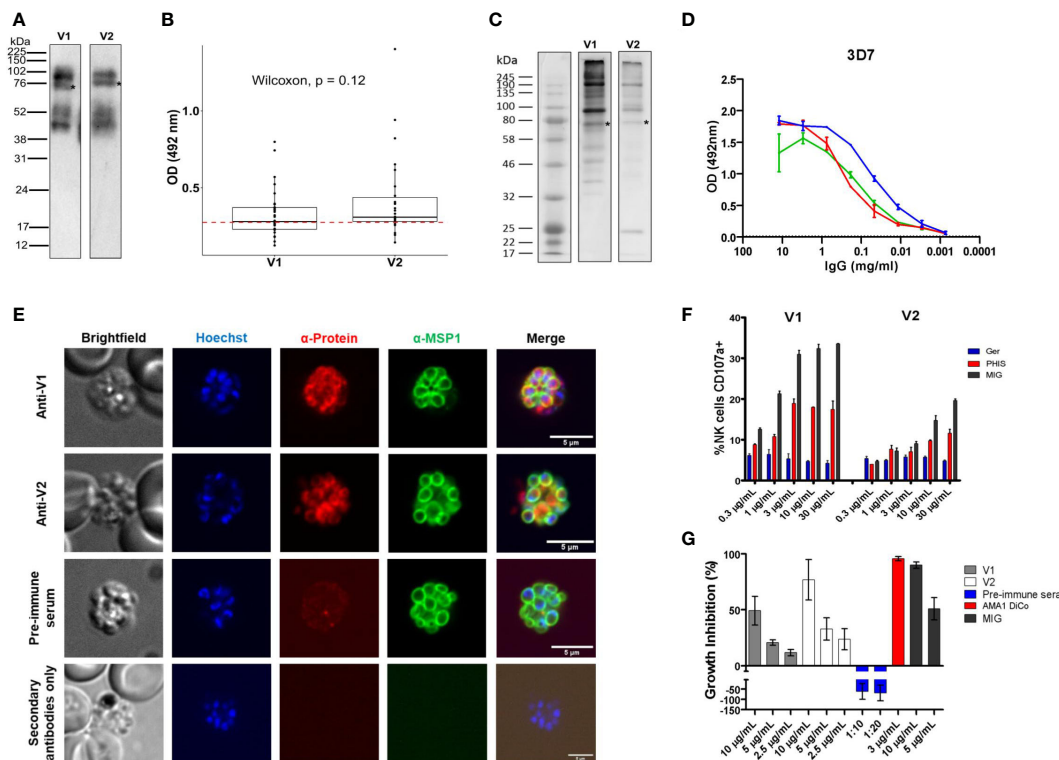 A
V1
V2
kDa
225
150
102
76
*
*
52
38
31
24
17
12
B
Wilcoxon, p = 0.12
OD (492 nm)
1.0
0.5
V1
V2
C
V1
V2
kDa
245
190
135
100
80
*
*
58
46
32
25
22
17
D
3D7
OD (492nm)
2.5
2.0
1.5
1.0
0.5
0.0
100
10
1
0.1
0.01
0.001
0.0001
IgG (mg/ml)
E
Brightfield
Hoechst
α-Protein
α-MSP1
Merge
Anti-V1
5 µm
Anti-V2
5 µm
Pre-immune serum
5 µm
Secondary antibodies only
5 µm
F
V1
V2
%NK cells CD107a+
40
30
20
10
0
Ger
PHIS
MIG
0.3 µg/mL
1 µg/mL
3 µg/mL
10 µg/mL
30 µg/mL
0.3 µg/mL
1 µg/mL
3 µg/mL
10 µg/mL
30 µg/mL
G
Growth Inhibition (%)
100
50
0
-50
-100
-150
V1
V2
Pre-immune sera
AMA1 DiCo
MIG
10 µg/mL
5 µg/mL
2.5 µg/mL
10 µg/mL
5 µg/mL
2.5 µg/mL
1:10
1:20
3 µg/mL
10 µg/mL
5 µg/mL